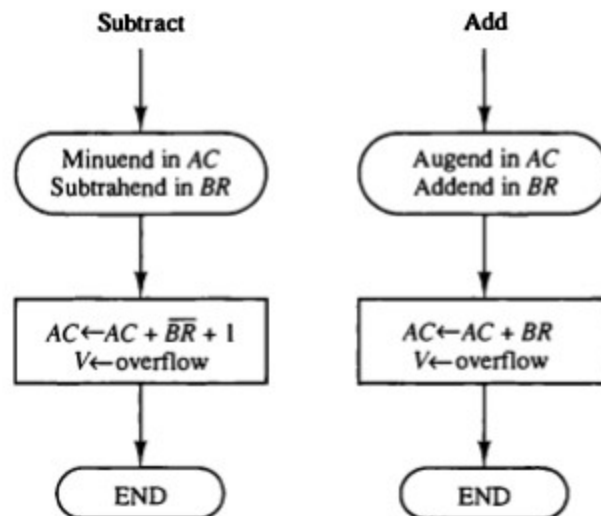 Subtract
Minuend in AC
Subtrahend in BR
AC←AC + B̅R̅ + 1
V←overflow
END
Add
Augend in AC
Addend in BR
AC←AC + BR
V←overflow
END